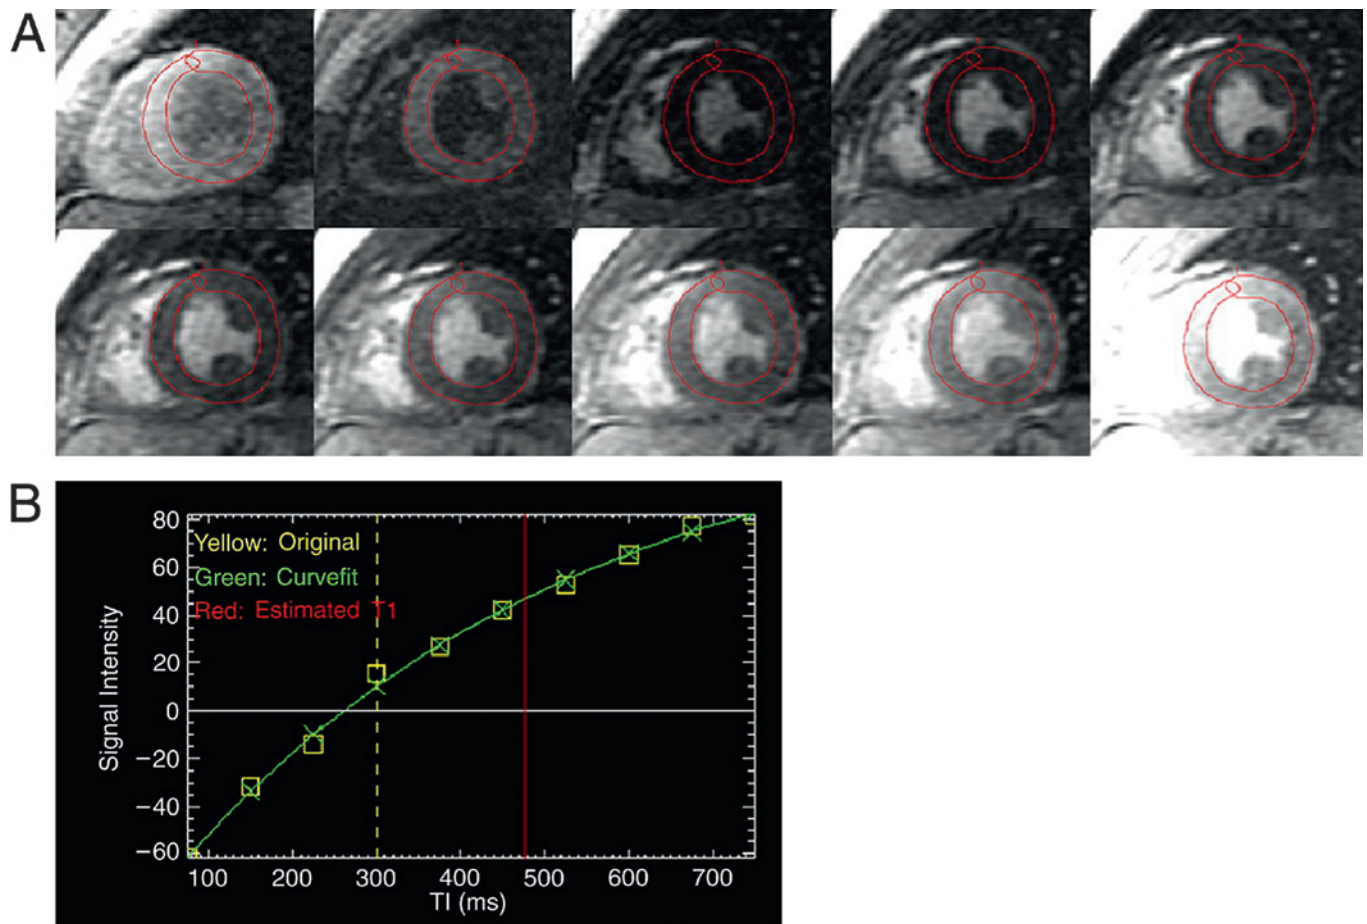 A
B
80
60
40
20
0
−20
−40
−60
Signal Intensity
Yellow: Original
Green: Curvefit
Red: Estimated T1
100 200 300 400 500 600 700
TI (ms)